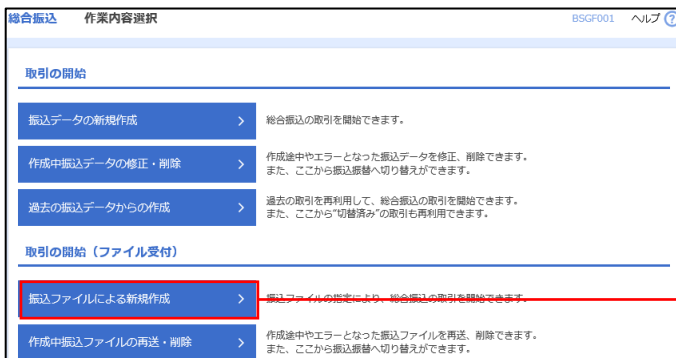 総合振込 作業内容選択 BSGF001 ヘルプ ?
取引の開始
振込データの新規作成 > 総合振込の取引を開始できます。
作成中振込データの修正・削除 > 作成途中やエラーとなった振込データを修正、削除できます。
また、ここから振込振替へ切り替えができます。
過去の振込データからの作成 > 過去の取引を再利用して、総合振込の取引を開始できます。
また、ここから"切替済み"の取引も再利用できます。
取引の開始（ファイル受付）
振込ファイルによる新規作成 > 振込ファイルの指定により、総合振込の取引を開始できます。
作成中振込ファイルの再送・削除 > 作成途中やエラーとなった振込ファイルを再送、削除できます。
また、ここから振込振替へ切り替えができます。